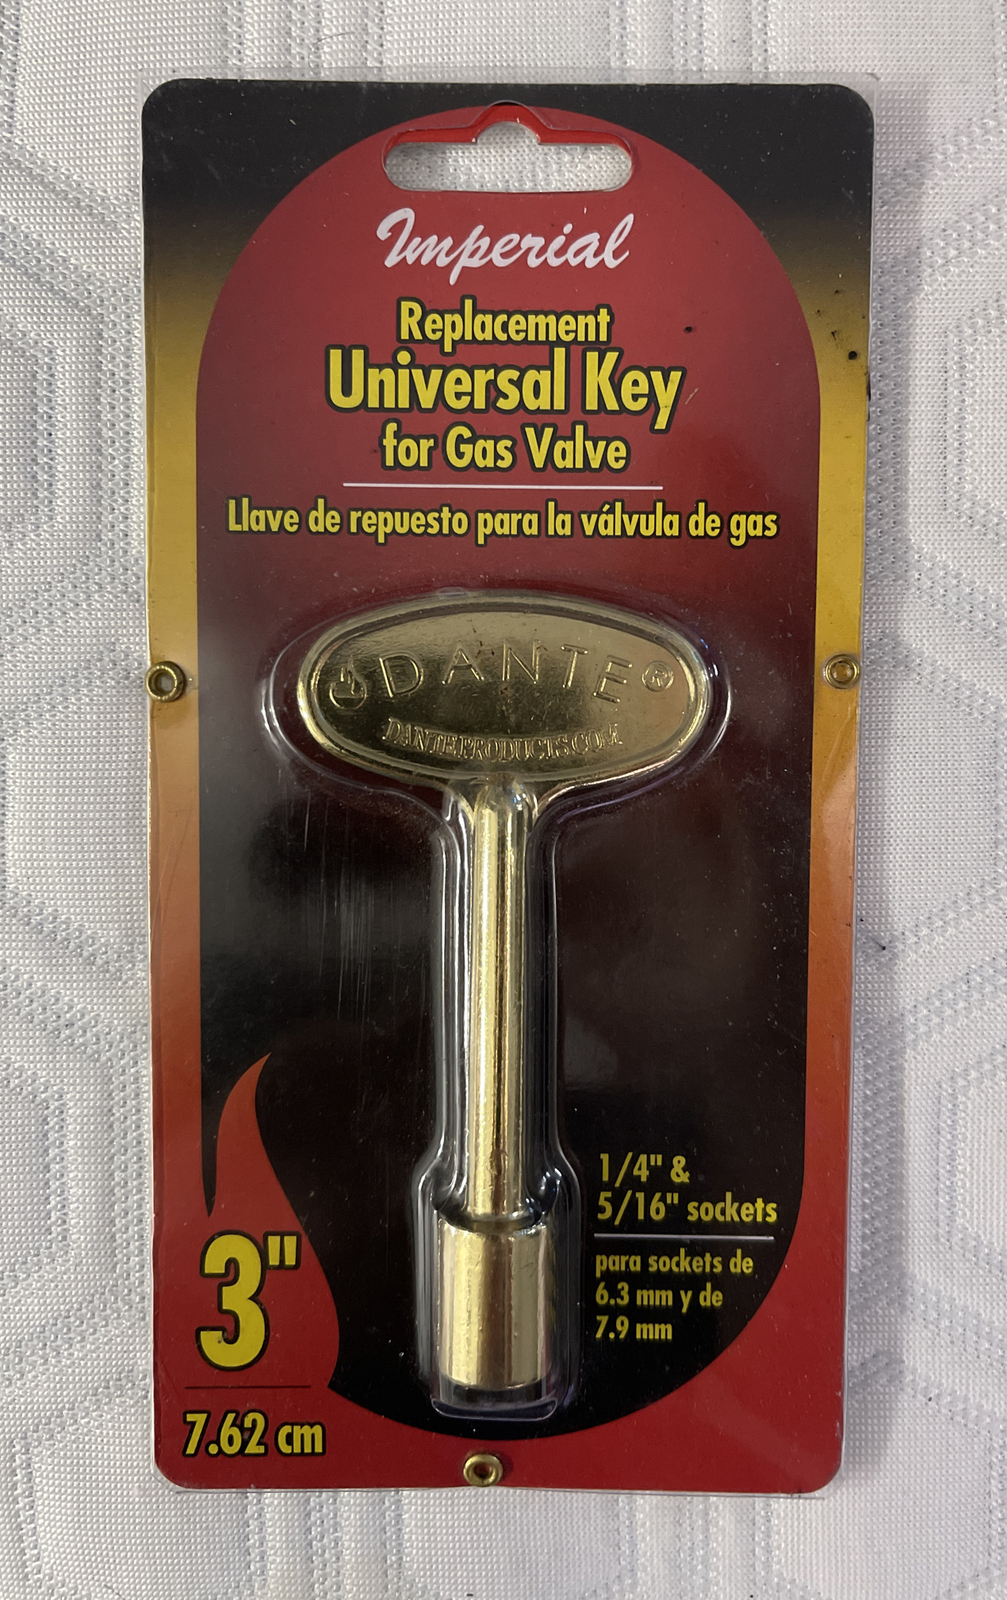 Imperial
Replacement
Universal Key
for Gas Valve
Llave de repuesto para la válvula de gas
DANTE®
DANTEPRODUCTS.COM
1/4" &
5/16" sockets
para sockets de
6.3 mm y de
7.9 mm
3"
7.62 cm